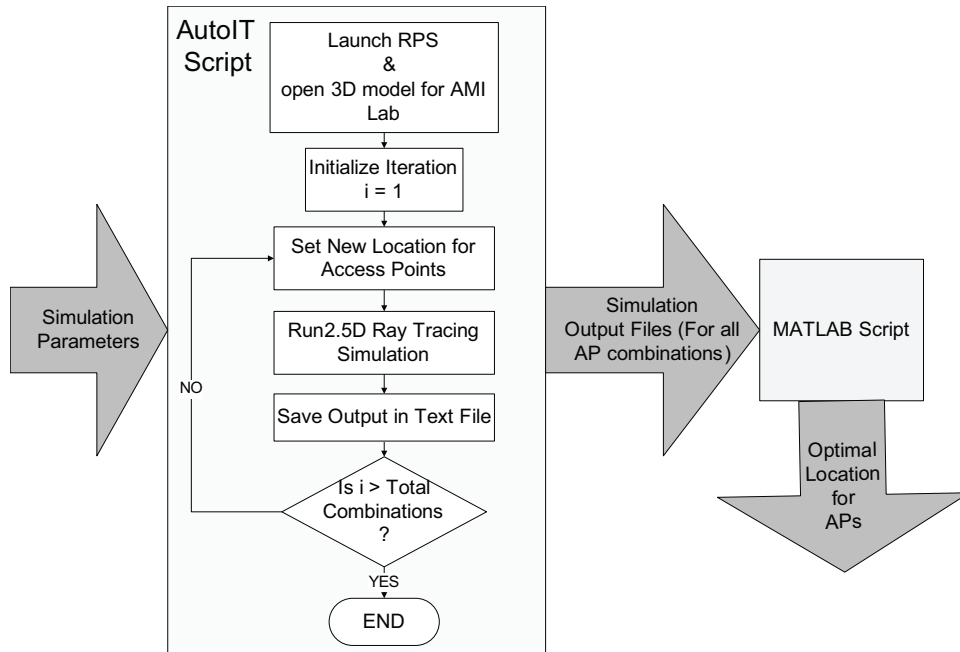 AutoIT
Script
Launch RPS
&
open 3D model for AMI
Lab
Initialize Iteration
i = 1
Set New Location for
Access Points
Run2.5D Ray Tracing
Simulation
Save Output in Text File
Is i > Total
Combinations
?
NO
YES
END
Simulation
Parameters
Simulation
Output Files (For all
AP combinations)
MATLAB Script
Optimal
Location
for
APs